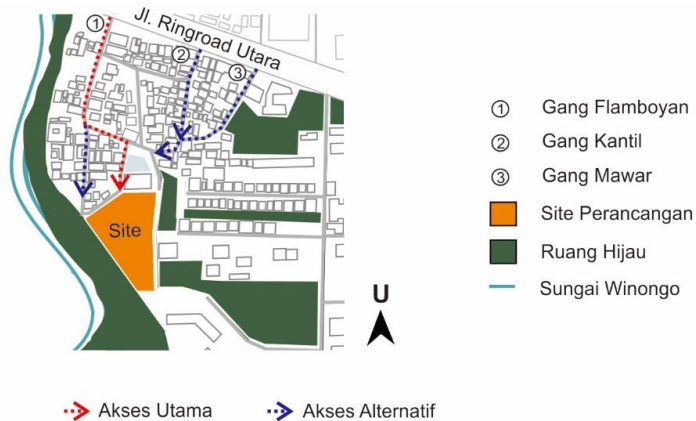 Jl. Ringroad Utara
1
2
3
Site
U
1 Gang Flamboyan
2 Gang Kantil
3 Gang Mawar
Site Perancangan
Ruang Hijau
Sungai Winongo
Akses Utama
Akses Alternatif